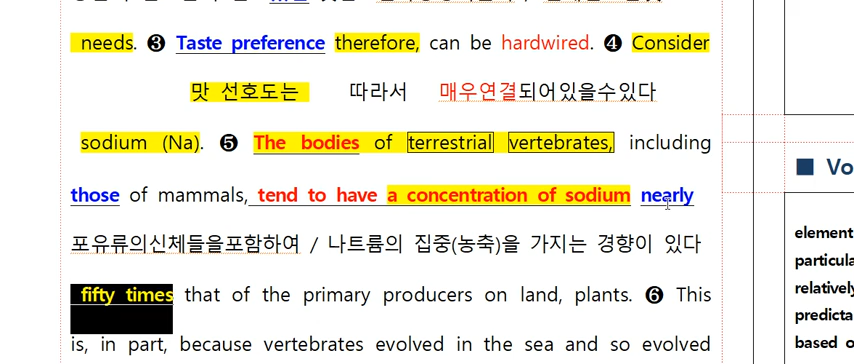 needs. ❸ Taste preference therefore, can be hardwired. ❹ Consider
맛 선호도는 따라서 매우연결되어있을수있다
sodium (Na). ❺ The bodies of terrestrial vertebrates, including
those of mammals, tend to have a concentration of sodium nearly
포유류의신체들을포함하여 / 나트륨의 집중(농축)을 가지는 경향이 있다
fifty times that of the primary producers on land, plants. ❻ This
is, in part, because vertebrates evolved in the sea and so evolved
■ Vo
element
particula
relatively
predicta
based o